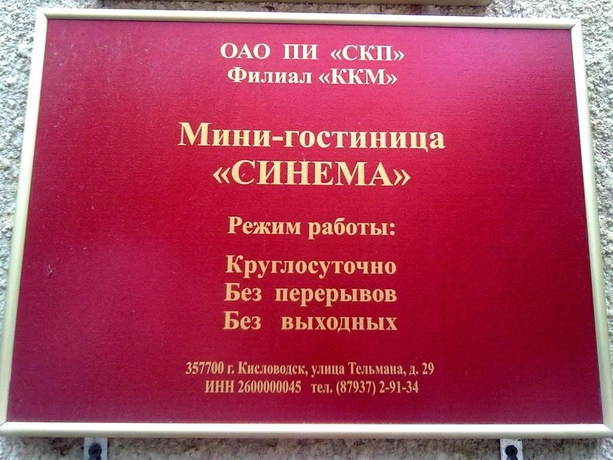 ОАО ПИ «СКП»
Филиал «ККМ»
Мини-гостиница
«СИНЕМА»
Режим работы:
Круглосуточно
Без перерывов
Без выходных
357700 г. Кисловодск, улица Тельмана, д. 29
ИНН 2600000045 тел. (87937) 2-91-34